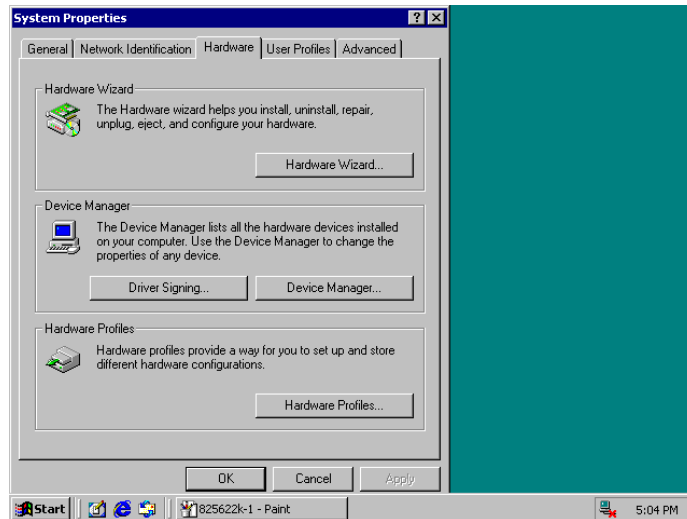 System Properties
General Network Identification Hardware User Profiles Advanced
Hardware Wizard
The Hardware wizard helps you install, uninstall, repair,
unplug, eject, and configure your hardware.
Hardware Wizard...
Device Manager
The Device Manager lists all the hardware devices installed
on your computer. Use the Device Manager to change the
properties of any device.
Driver Signing... Device Manager...
Hardware Profiles
Hardware profiles provide a way for you to set up and store
different hardware configurations.
Hardware Profiles...
OK Cancel Apply
Start 825622k-1 - Paint 5:04 PM